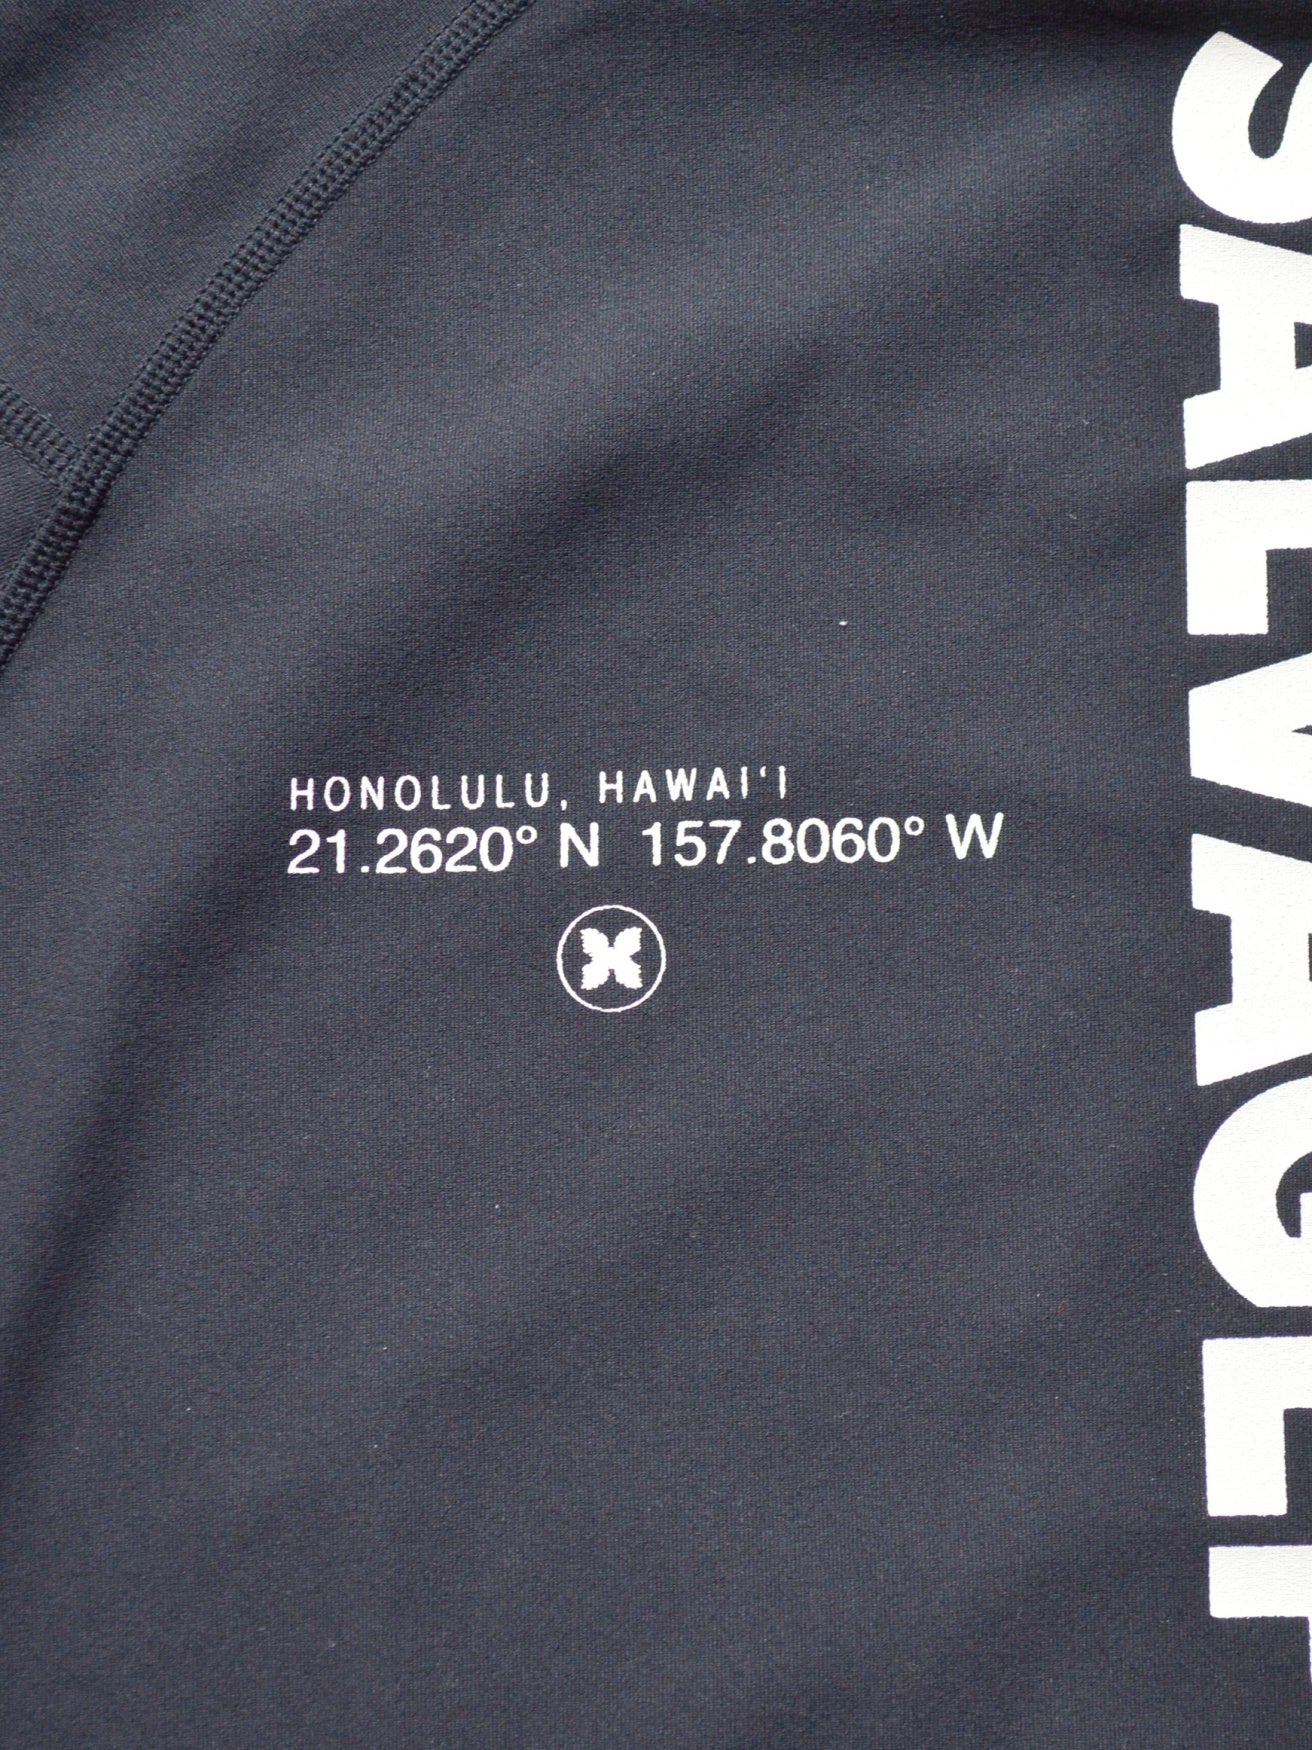 HONOLULU, HAWAI‘I
21.2620° N 157.8060° W